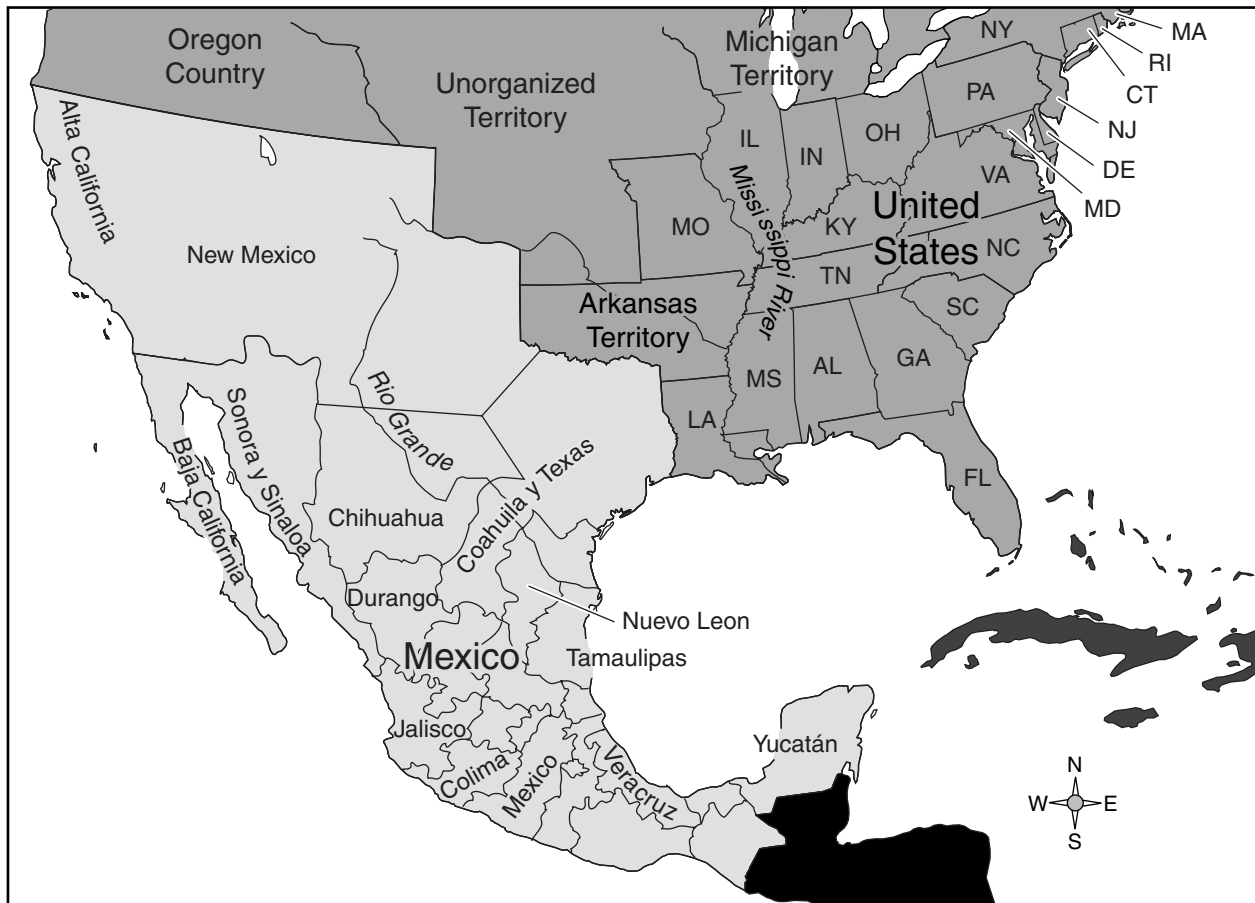 Oregon
Country
Unorganized
Territory
Michigan
Territory
NY
MA
RI
CT
PA
NJ
DE
MD
IL
IN
OH
VA
Alta California
New Mexico
MO
Missi ssippi River
KY
United
States
NC
TN
SC
Arkansas
Territory
MS
AL
GA
LA
FL
Rio Grande
Sonora y Sinaloa
Baja California
Chihuahua
Coahuila y Texas
Durango
Nuevo Leon
Mexico
Tamaulipas
Jalisco
Colima
Mexico
Veracruz
Yucatán
N
W
E
S